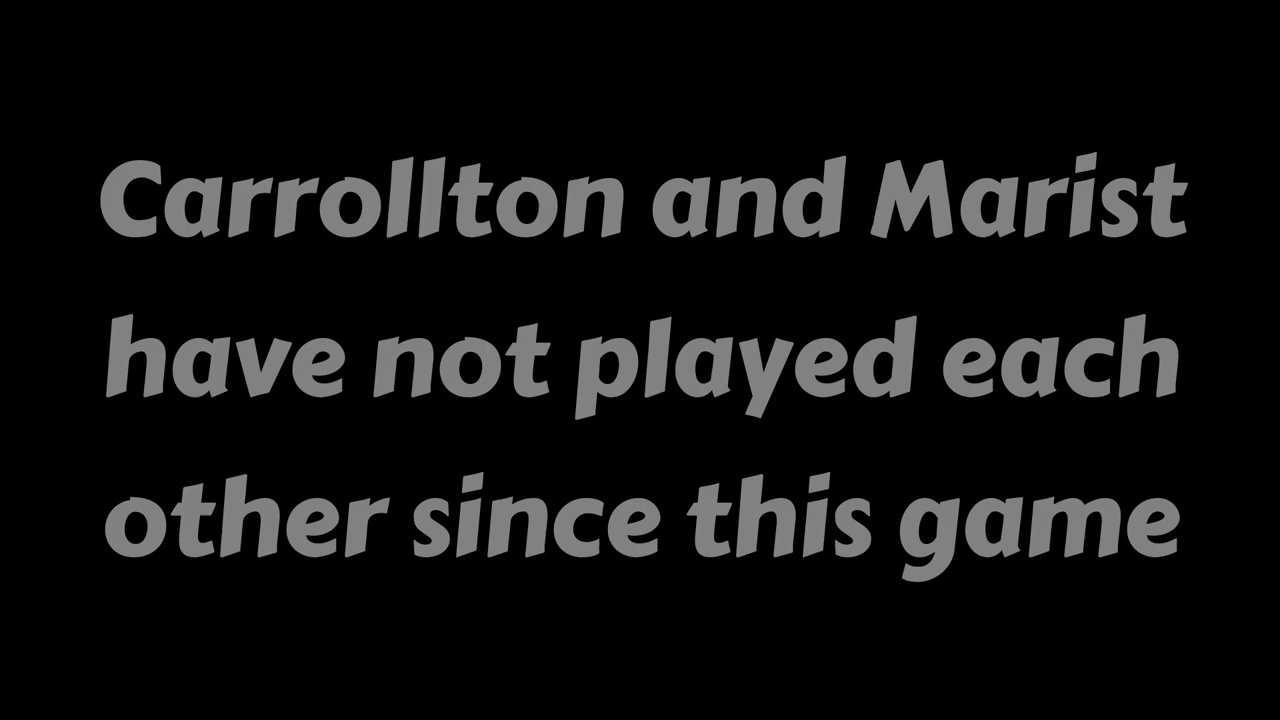 Carrollton and Marist
have not played each
other since this game